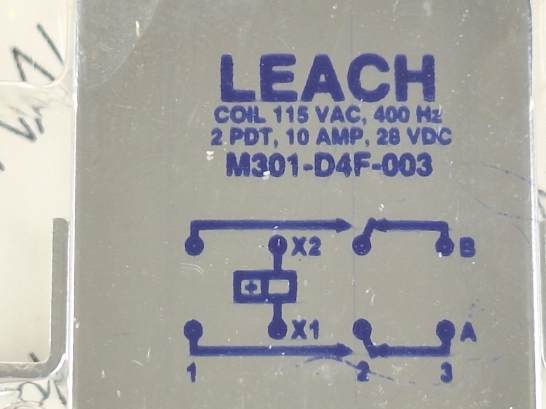 LEACH
COIL 115 VAC, 400 Hz
2 PDT, 10 AMP, 28 VDC
M301-D4F-003
X2 B
+
X1 A
1 2 3